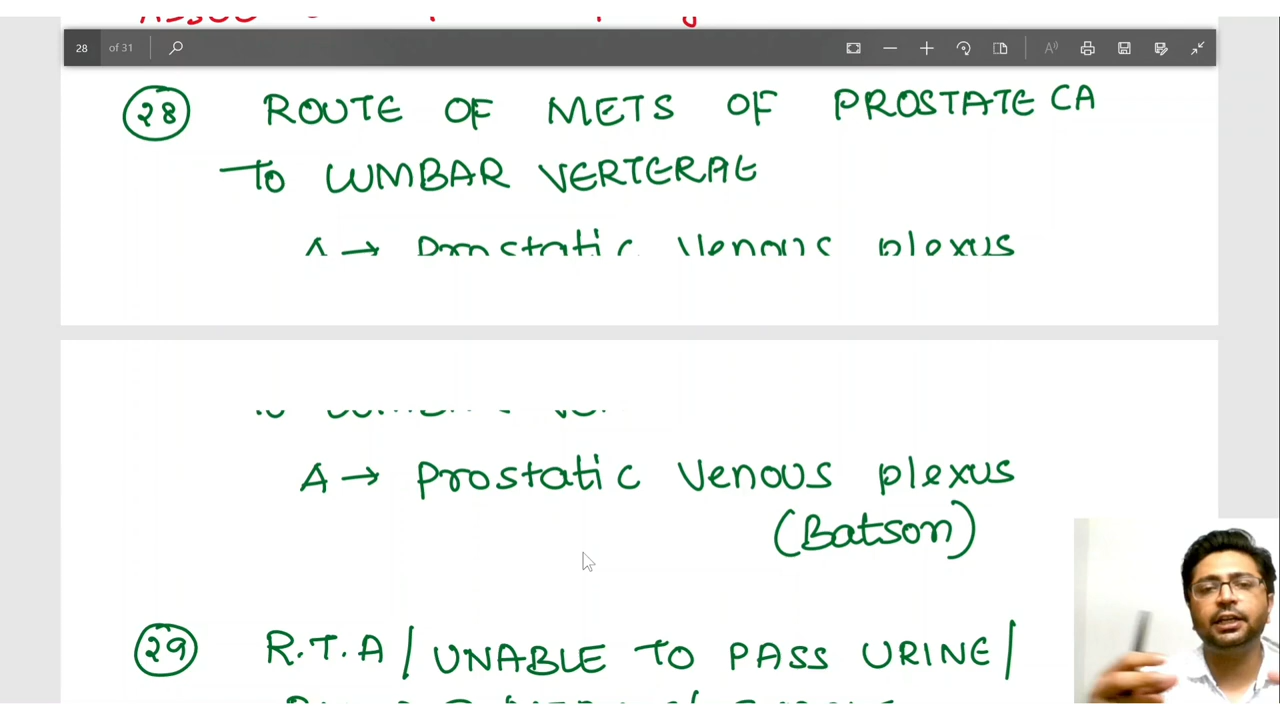 28 of 31
28 ROUTE OF METS OF PROSTATE CA
TO LUMBAR VERTERAE
A → Prostatic Venous plexus
A → Prostatic Venous plexus
(Batson)
29 R.T.A / UNABLE TO PASS URINE /